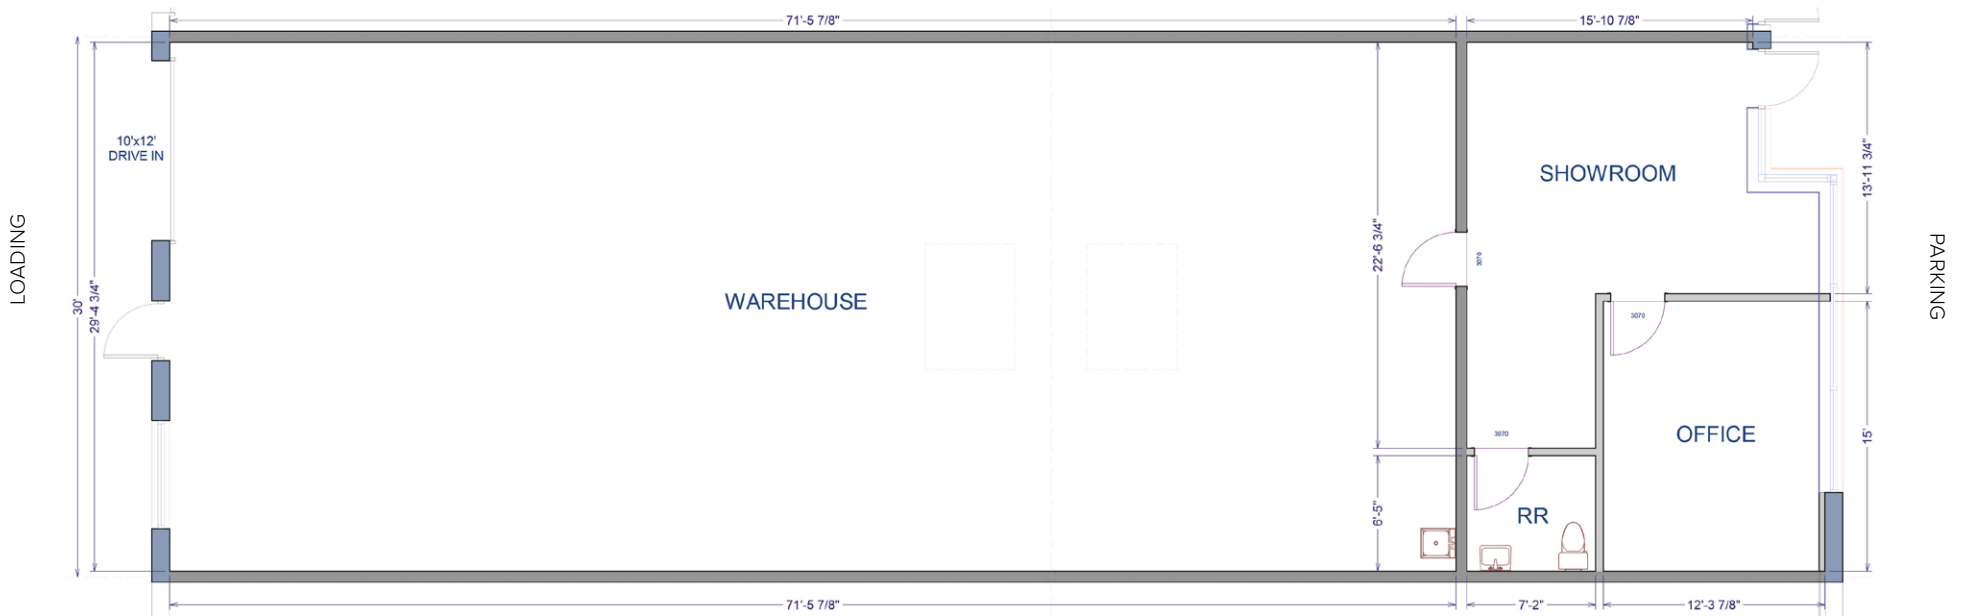 71'-5 7/8"
15'-10 7/8"
10'x12'
DRIVE IN
LOADING
30'
29'-4 3/4"
WAREHOUSE
22'-6 3/4"
3070
SHOWROOM
13'-11 3/4"
PARKING
3070
3070
OFFICE
15'
6'-5"
RR
71'-5 7/8"
7'-2"
12'-3 7/8"